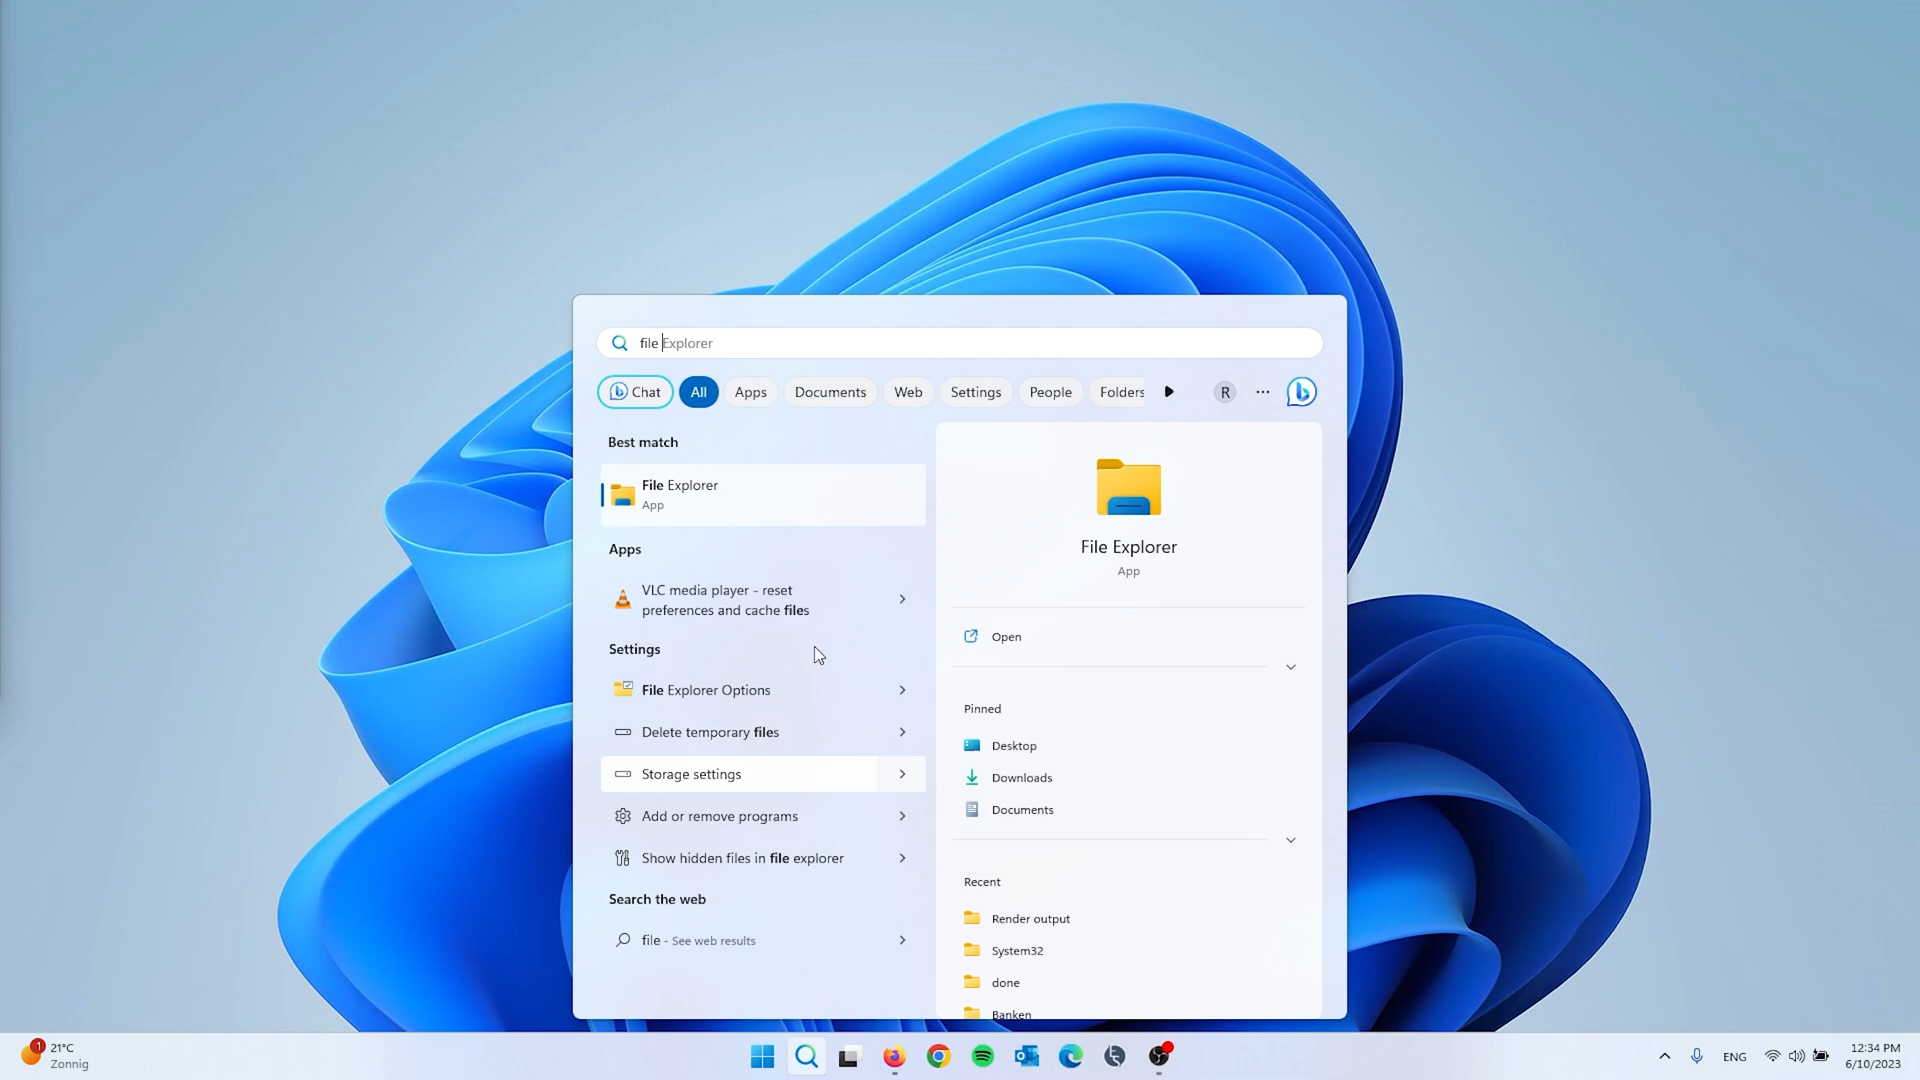 file Explorer
Chat
All
Apps
Documents
Web
Settings
People
Folders
R
Best match
File Explorer
App
Apps
VLC media player - reset
preferences and cache files
Settings
File Explorer Options
Delete temporary files
Storage settings
Add or remove programs
Show hidden files in file explorer
Search the web
file - See web results
File Explorer
App
Open
Pinned
Desktop
Downloads
Documents
Recent
Render output
System32
done
Banken
1
21°C
Zonnig
ENG
12:34 PM
6/10/2023